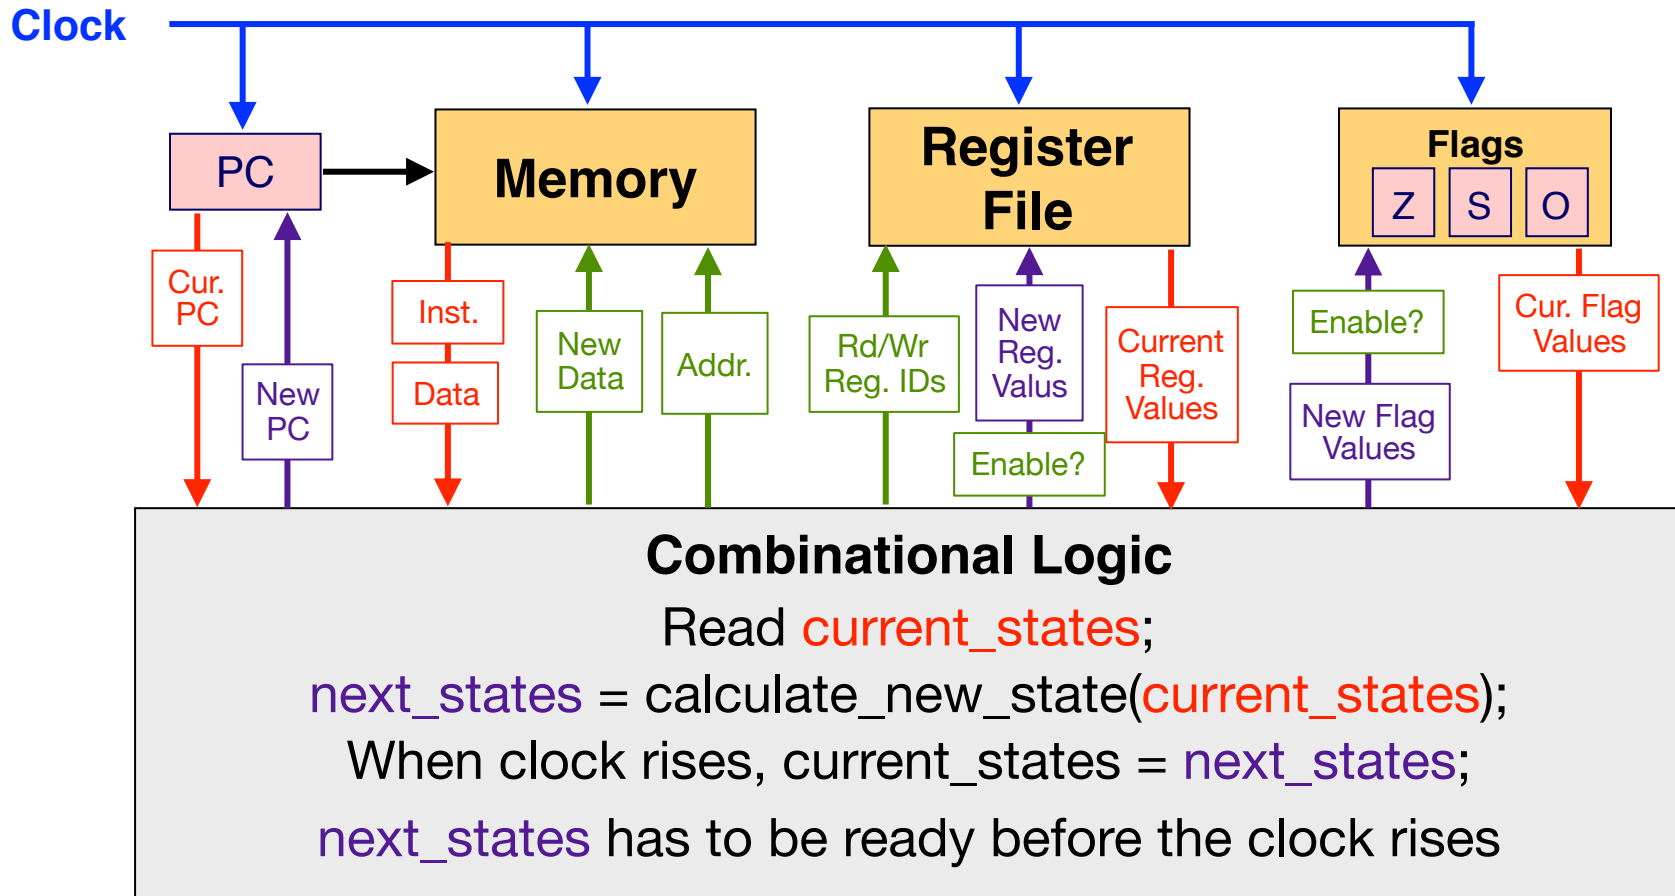 Clock
PC
Memory
Register
File
Flags
Z S O
Cur.
PC
New
PC
Inst.
Data
New
Data
Addr.
Rd/Wr
Reg. IDs
New
Reg.
Valus
Enable?
Current
Reg.
Values
Enable?
New Flag
Values
Cur. Flag
Values
Combinational Logic
Read current_states;
next_states = calculate_new_state(current_states);
When clock rises, current_states = next_states;
next_states has to be ready before the clock rises